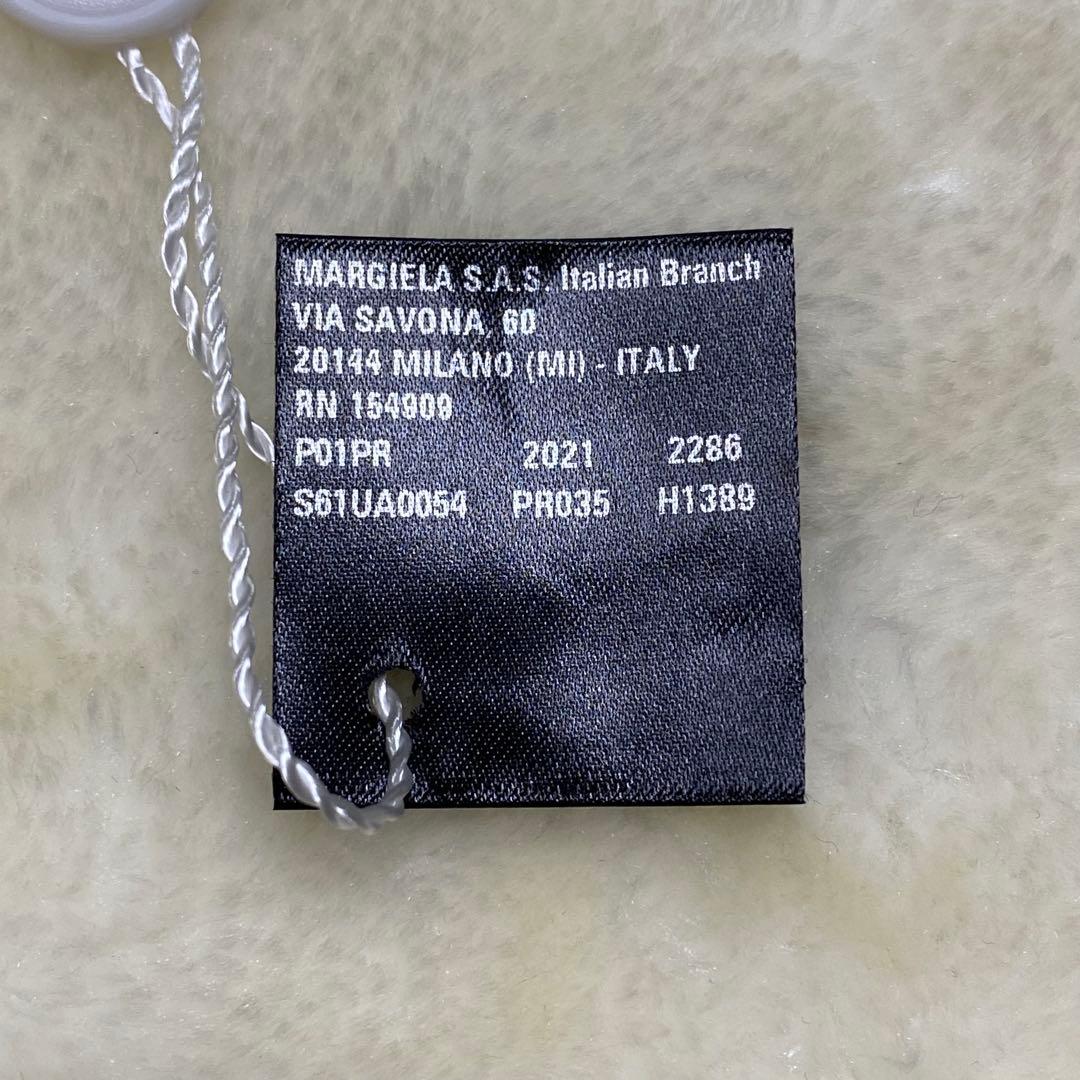 MARGIELA S.A.S. Italian Branch
VIA SAVONA, 60
20144 MILANO (MI) - ITALY
RN 154909
P01PR 2021 2286
S61UA0054 PR035 H1389